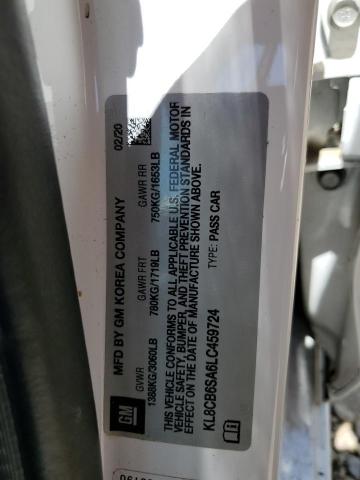 GM
MFD BY GM KOREA COMPANY 02/20
GVWR GAWR FRT GAWR RR
1388KG/3060LB 780KG/1719LB 750KG/1653LB
THIS VEHICLE CONFORMS TO ALL APPLICABLE U.S. FEDERAL MOTOR
VEHICLE SAFETY, BUMPER, AND THEFT PREVENTION STANDARDS IN
EFFECT ON THE DATE OF MANUFACTURE SHOWN ABOVE.
KL8CB6SA6LC459724 TYPE: PASS CAR